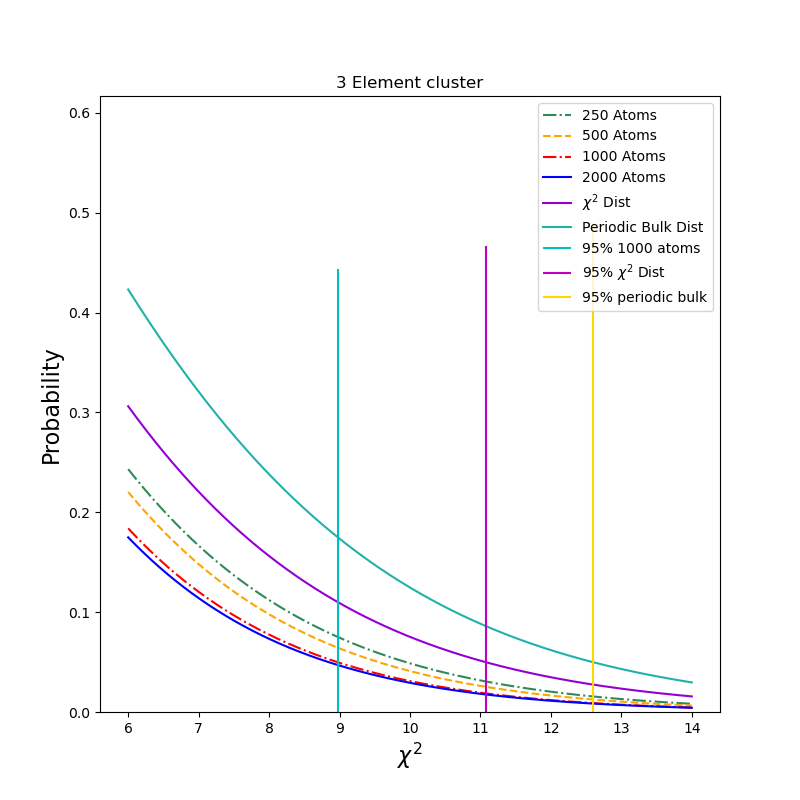 3 Element cluster
0.6
0.5
0.4
0.3
0.2
0.1
0.0
Probability
250 Atoms
500 Atoms
1000 Atoms
2000 Atoms
χ² Dist
Periodic Bulk Dist
95% 1000 atoms
95% χ² Dist
95% periodic bulk
6 7 8 9 10 11 12 13 14
χ²